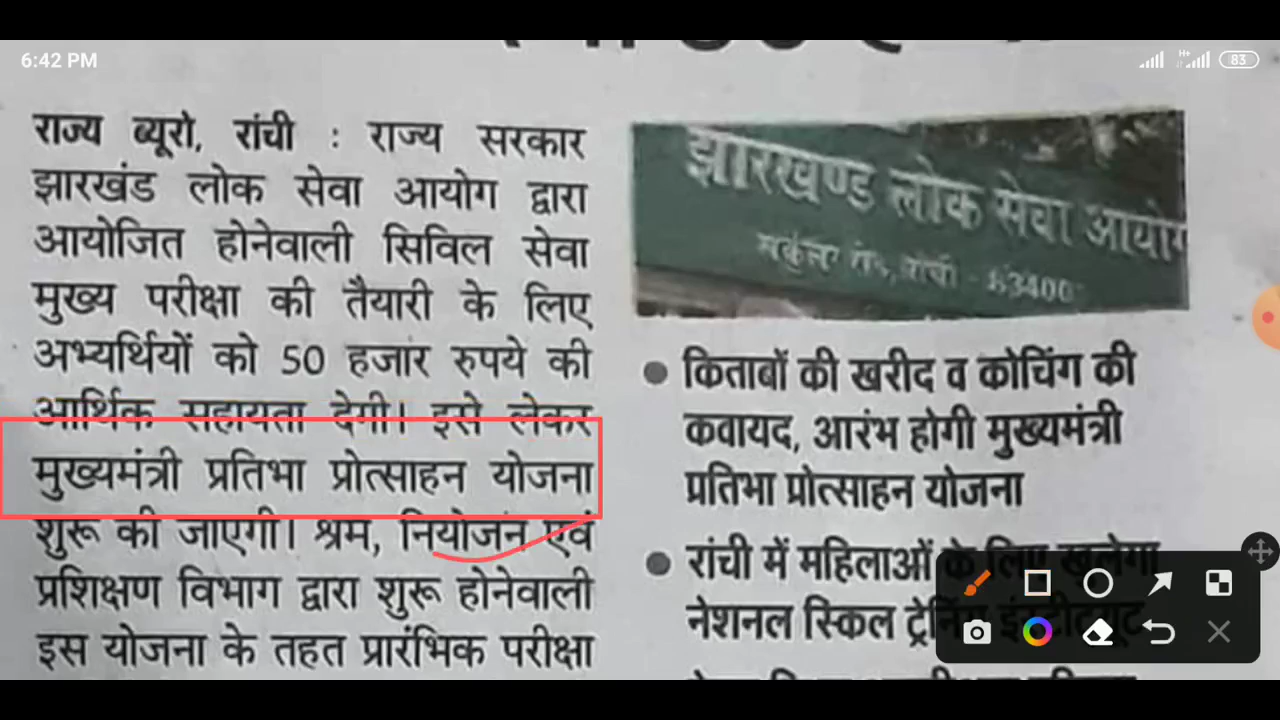 6:42 PM
H+
83
राज्य ब्यूरो, रांची : राज्य सरकार
झारखंड लोक सेवा आयोग द्वारा
आयोजित होनेवाली सिविल सेवा
मुख्य परीक्षा की तैयारी के लिए
अभ्यर्थियों को 50 हजार रुपये की
आर्थिक सहायता देगी। इसे लेकर
मुख्यमंत्री प्रतिभा प्रोत्साहन योजना
शुरू की जाएगी। श्रम, नियोजन एवं
प्रशिक्षण विभाग द्वारा शुरू होनेवाली
इस योजना के तहत प्रारंभिक परीक्षा
झारखण्ड लोक सेवा आयोग
रांची - 83400
• किताबों की खरीद व कोचिंग की
कवायद, आरंभ होगी मुख्यमंत्री
प्रतिभा प्रोत्साहन योजना
• रांची में महिलाओं के लिए खुलेगा
नेशनल स्किल ट्रेनिंग इंस्टीट्यूट